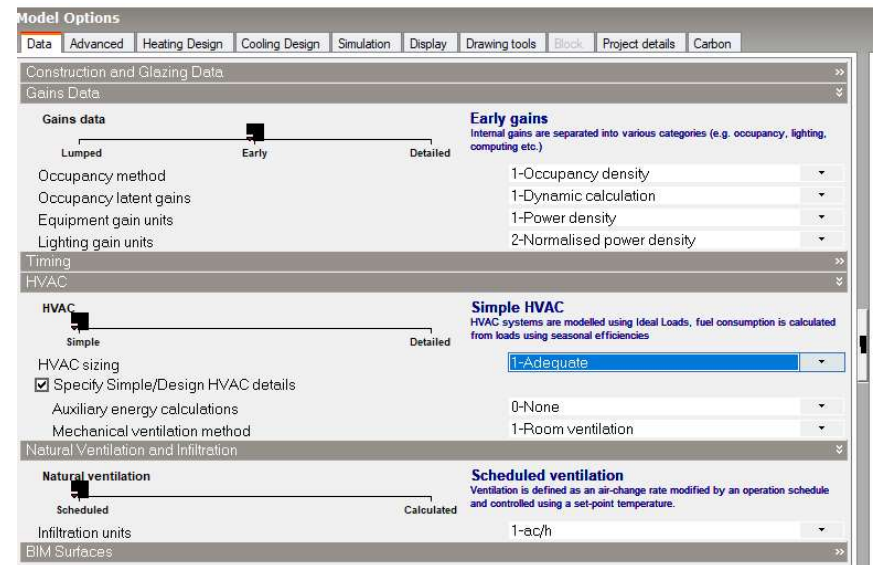 Model Options
Data Advanced Heating Design Cooling Design Simulation Display Drawing tools Block Project details Carbon
Construction and Glazing Data »
Gains Data
Gains data
Lumped Early Detailed
Early gains
Internal gains are separated into various categories (e.g. occupancy, lighting,
computing etc.)
Occupancy method 1-Occupancy density
Occupancy latent gains 1-Dynamic calculation
Equipment gain units 1-Power density
Lighting gain units 2-Normalised power density
Timing »
HVAC
HVAC
Simple Detailed
Simple HVAC
HVAC systems are modelled using Ideal Loads, fuel consumption is calculated
from loads using seasonal efficiencies
HVAC sizing 1-Adequate
Specify Simple/Design HVAC details
Auxiliary energy calculations 0-None
Mechanical ventilation method 1-Room ventilation
Natural Ventilation and Infiltration
Natural ventilation
Scheduled Calculated
Scheduled ventilation
Ventilation is defined as an air-change rate modified by an operation schedule
and controlled using a set-point temperature.
Infiltration units 1-ac/h
BIM Surfaces »